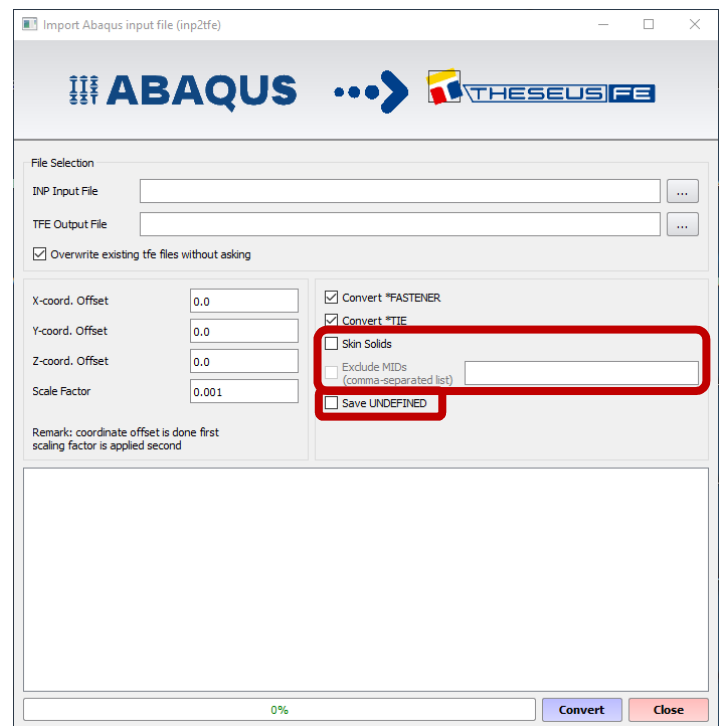 Import Abaqus input file (inp2tfe)
ABAQUS
THESEUS FE
File Selection
INP Input File
...
TFE Output File
...
Overwrite existing tfe files without asking
X-coord. Offset
0.0
Y-coord. Offset
0.0
Z-coord. Offset
0.0
Scale Factor
0.001
Remark: coordinate offset is done first
scaling factor is applied second
Convert *FASTENER
Convert *TIE
Skin Solids
Exclude MIDs
(comma-separated list)
Save UNDEFINED
0%
Convert
Close